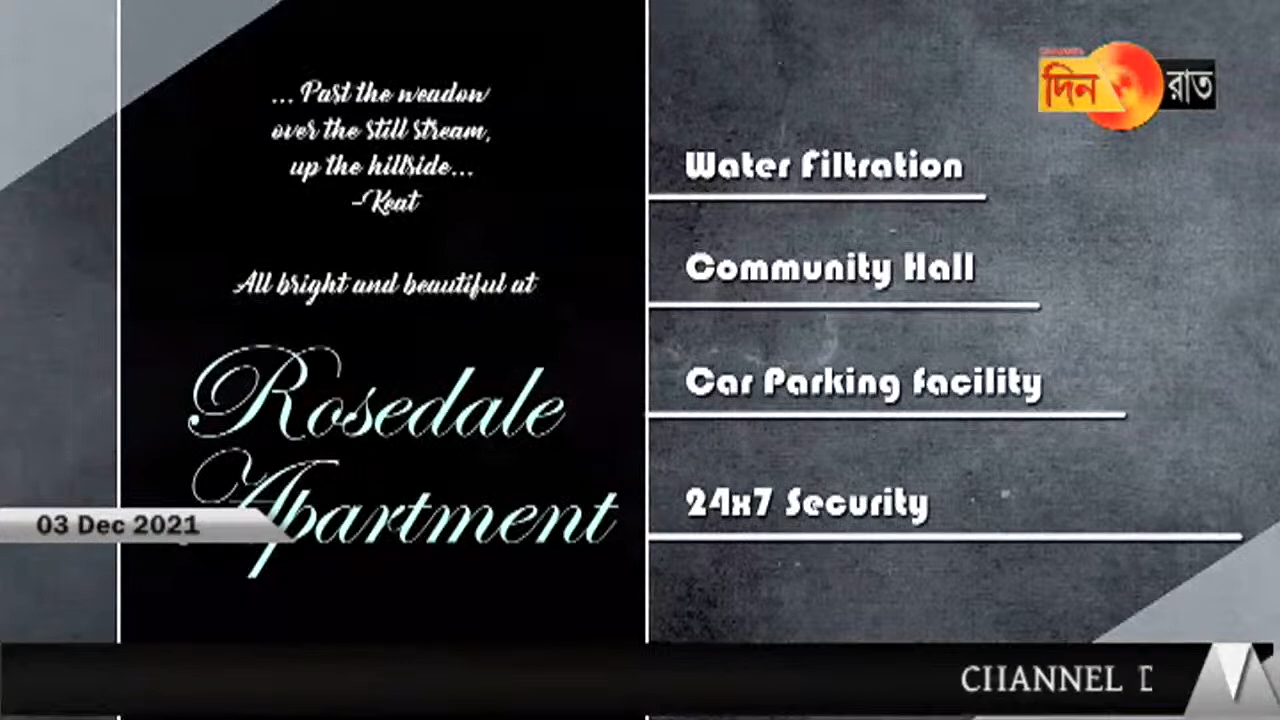 ... Past the meadow
over the still stream,
up the hillside...
-Keat
All bright and beautiful at
Rosedale
Apartment
03 Dec 2021
দিন রাত
Water Filtration
Community Hall
Car Parking facility
24x7 Security
CHANNEL